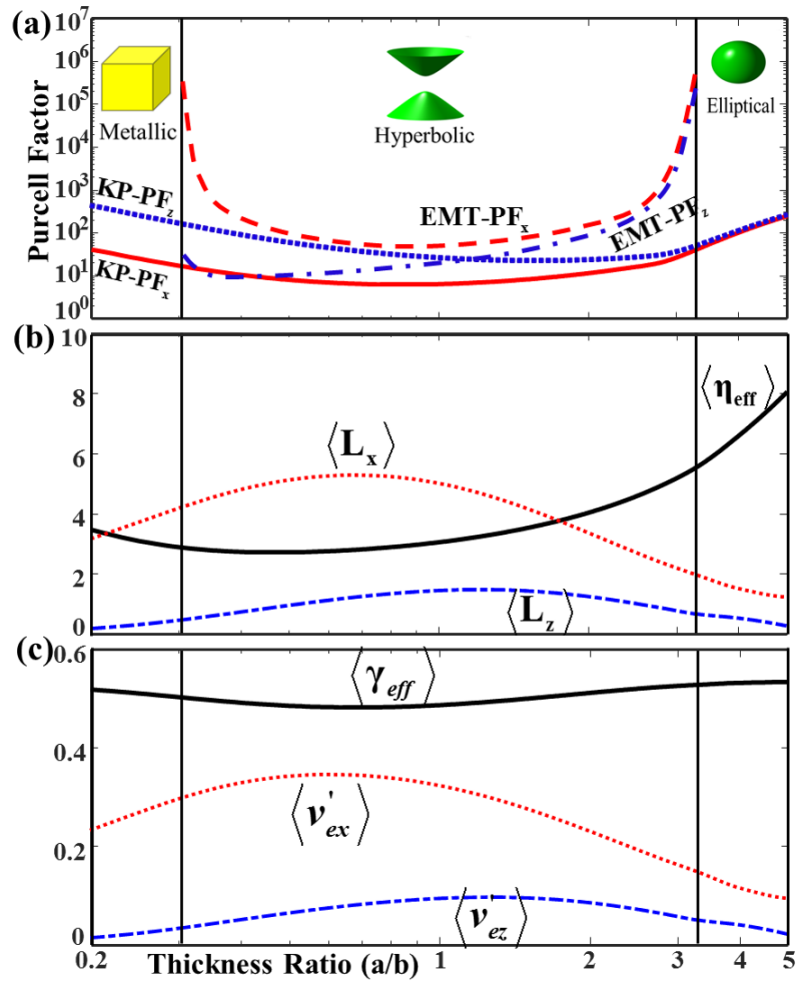 (a)
10^7
10^6
10^5
10^4
10^3
10^2
10^1
10^0
Purcell Factor
Metallic
Hyperbolic
Elliptical
KP-PF_z
KP-PF_x
EMT-PF_x
EMT-PF_z
(b)
10
8
6
4
2
0
⟨L_x⟩
⟨η_eff⟩
⟨L_z⟩
(c)
0.6
0.4
0.2
0
⟨γ_eff⟩
⟨ν'_ex⟩
⟨ν'_ez⟩
0.2 Thickness Ratio (a/b) 1 2 3 4 5